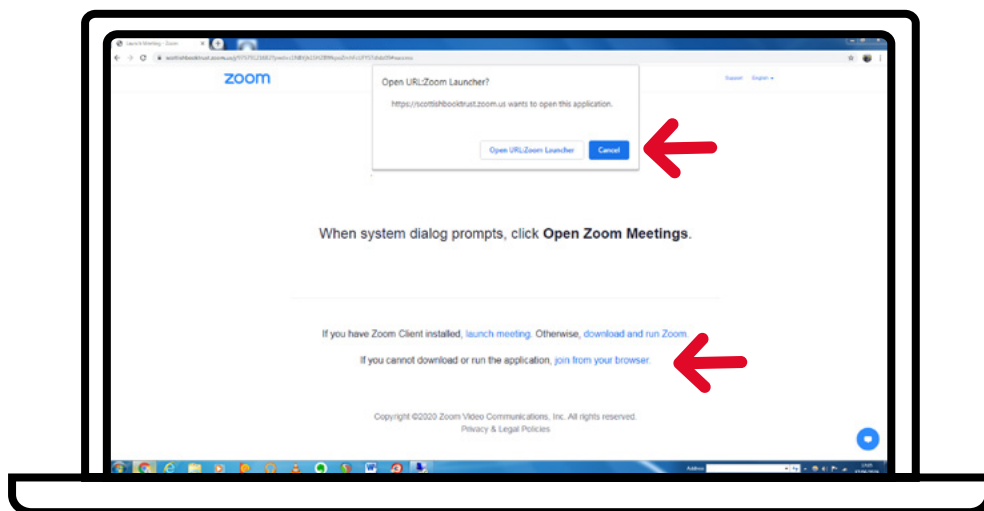 Launch Meeting - Zoom
zoom
Support English
Open URL:Zoom Launcher?
https://scottishbooktrust.zoom.us wants to open this application.
Open URL:Zoom Launcher Cancel
When system dialog prompts, click Open Zoom Meetings.
If you have Zoom Client installed, launch meeting. Otherwise, download and run Zoom.
If you cannot download or run the application, join from your browser.
Copyright ©2020 Zoom Video Communications, Inc. All rights reserved.
Privacy & Legal Policies
Address